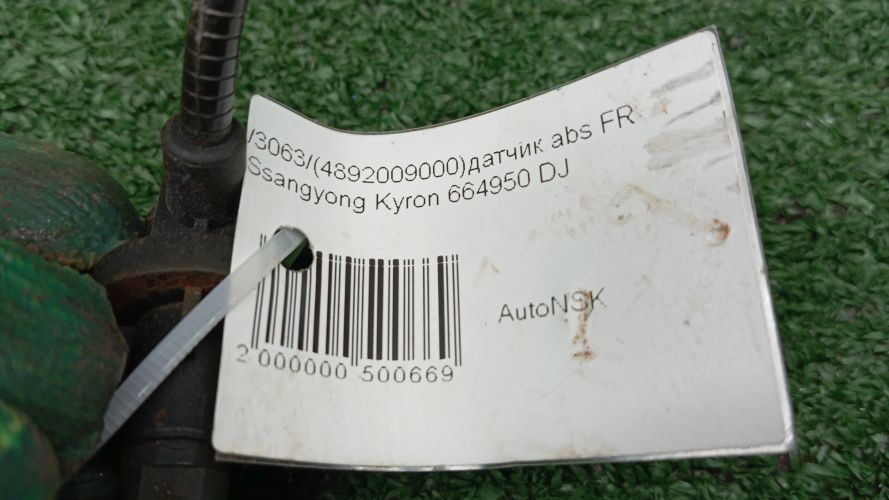 /3063/(4892009000)датчик abs FR
Ssangyong Kyron 664950 DJ
AutoNSK
2 000000 500669